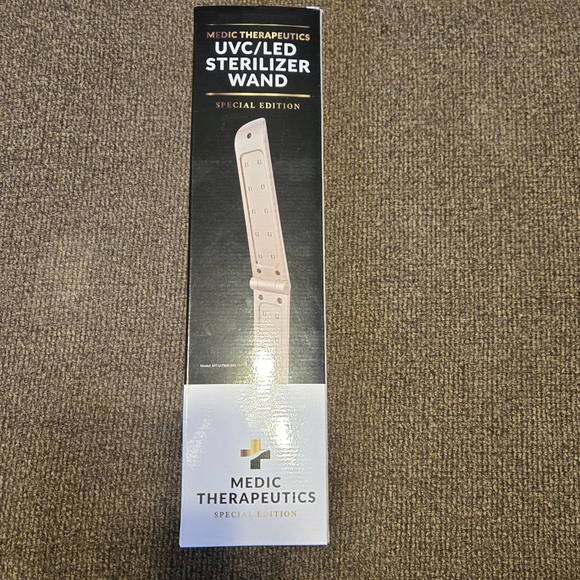 MEDIC THERAPEUTICS
UVC/LED
STERILIZER
WAND
SPECIAL EDITION
MEDIC
THERAPEUTICS
SPECIAL EDITION